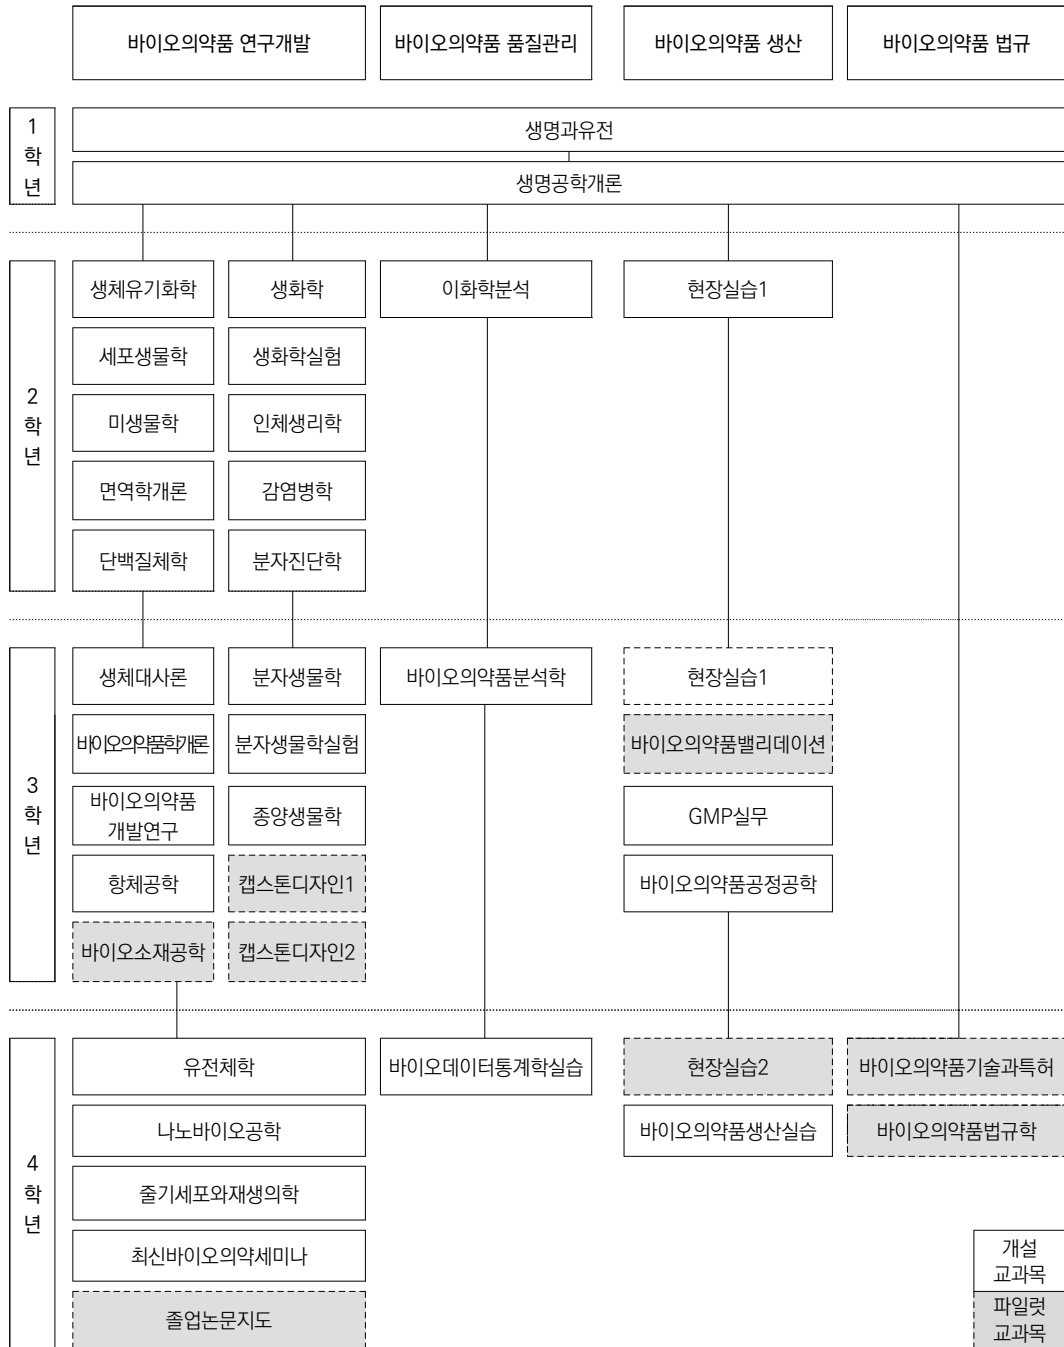 바이오의약품 연구개발
바이오의약품 품질관리
바이오의약품 생산
바이오의약품 법규
1
학
년
생명과유전
생명공학개론
2
학
년
생체유기화학
생화학
이화학분석
현장실습1
세포생물학
생화학실험
미생물학
인체생리학
면역학개론
감염병학
단백질체학
분자진단학
3
학
년
생체대사론
분자생물학
바이오의약품분석학
현장실습1
바이오의약품학개론
분자생물학실험
바이오의약품밸리데이션
바이오의약품
개발연구
종양생물학
GMP실무
항체공학
캡스톤디자인1
바이오의약품공정공학
바이오소재공학
캡스톤디자인2
4
학
년
유전체학
바이오데이터통계학실습
현장실습2
바이오의약품기술과특허
나노바이오공학
바이오의약품생산실습
바이오의약품법규학
줄기세포와재생의학
최신바이오의약세미나
졸업논문지도
개설
교과목
파일럿
교과목